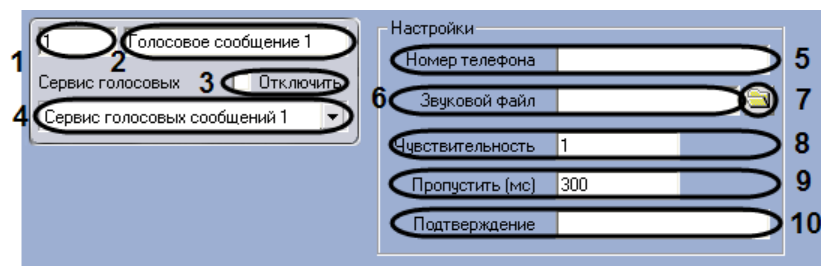 1 Голосовое сообщение 1
1 2
Сервис голосовых 3 Отключить
4 Сервис голосовых сообщений 1
Настройки
Номер телефона 5
6 Звуковой файл 7
Чувствительность 1 8
Пропустить (мс) 300 9
Подтверждение 10